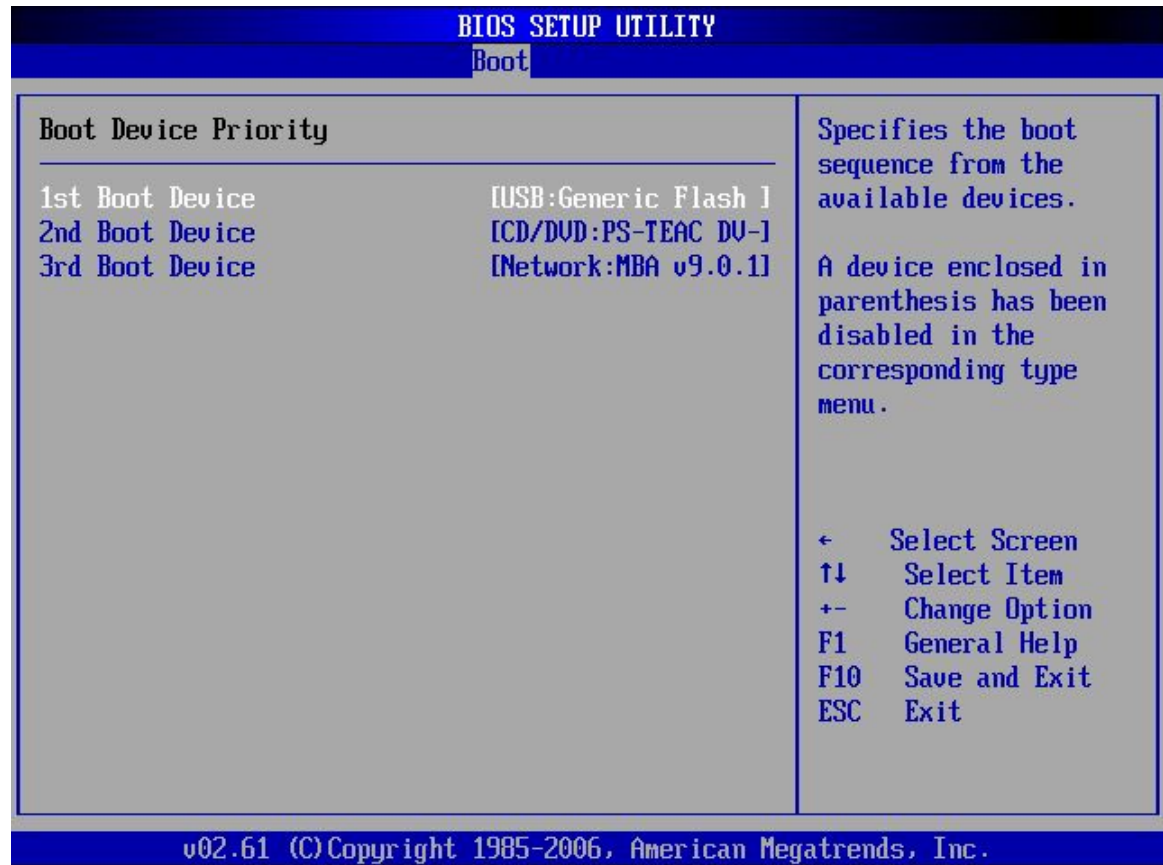 BIOS SETUP UTILITY
Boot
Boot Device Priority
1st Boot Device [USB:Generic Flash ]
2nd Boot Device [CD/DVD:PS-TEAC DV-]
3rd Boot Device [Network:MBA v9.0.1]
Specifies the boot
sequence from the
available devices.
A device enclosed in
parenthesis has been
disabled in the
corresponding type
menu.
← Select Screen
↑↓ Select Item
+- Change Option
F1 General Help
F10 Save and Exit
ESC Exit
v02.61 (C)Copyright 1985-2006, American Megatrends, Inc.